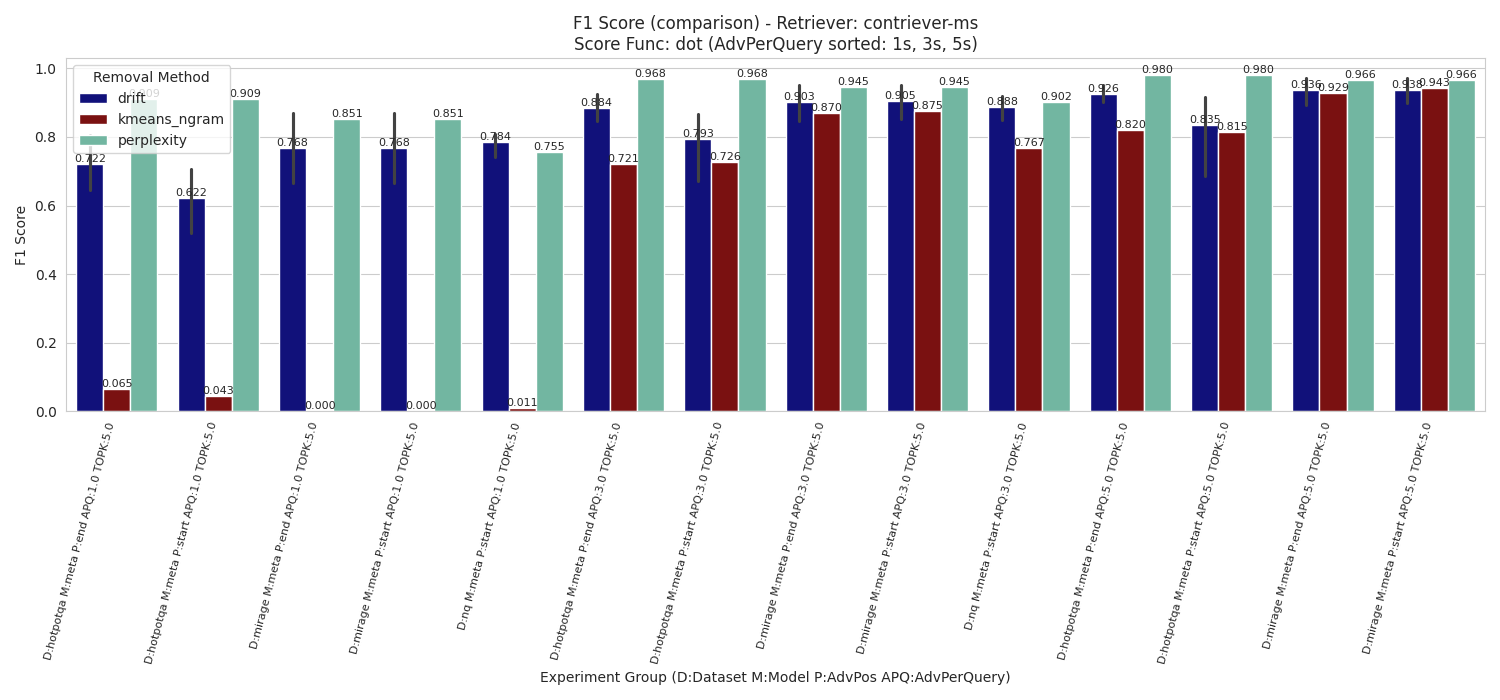 F1 Score (comparison) - Retriever: contriever-ms
Score Func: dot (AdvPerQuery sorted: 1s, 3s, 5s)
Removal Method
drift
kmeans_ngram
perplexity
F1 Score
1.0
0.8
0.6
0.4
0.2
0.0
0.722
0.065
0.909
0.622
0.043
0.909
0.768
0.000
0.851
0.768
0.000
0.851
0.784
0.011
0.755
0.884
0.721
0.968
0.793
0.726
0.968
0.903
0.870
0.945
0.905
0.875
0.945
0.888
0.767
0.902
0.926
0.820
0.980
0.835
0.815
0.980
0.936
0.929
0.966
0.938
0.943
0.966
D:hotpotqa M:meta P:end APQ:1.0 TOPK:5.0
D:hotpotqa M:meta P:start APQ:1.0 TOPK:5.0
D:mirage M:meta P:end APQ:1.0 TOPK:5.0
D:mirage M:meta P:start APQ:1.0 TOPK:5.0
D:nq M:meta P:start APQ:1.0 TOPK:5.0
D:hotpotqa M:meta P:end APQ:3.0 TOPK:5.0
D:hotpotqa M:meta P:start APQ:3.0 TOPK:5.0
D:mirage M:meta P:end APQ:3.0 TOPK:5.0
D:mirage M:meta P:start APQ:3.0 TOPK:5.0
D:nq M:meta P:start APQ:3.0 TOPK:5.0
D:hotpotqa M:meta P:end APQ:5.0 TOPK:5.0
D:hotpotqa M:meta P:start APQ:5.0 TOPK:5.0
D:mirage M:meta P:end APQ:5.0 TOPK:5.0
D:mirage M:meta P:start APQ:5.0 TOPK:5.0
Experiment Group (D:Dataset M:Model P:AdvPos APQ:AdvPerQuery)